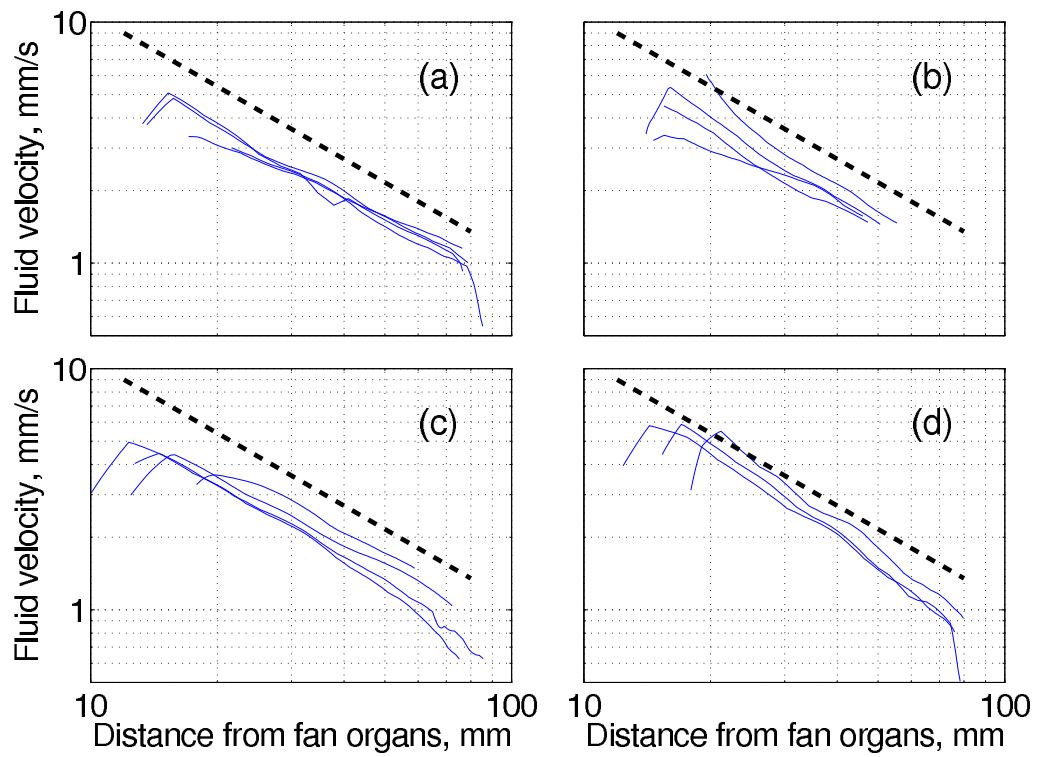 10
(a)
(b)
Fluid velocity, mm/s
1
10
(c)
(d)
Fluid velocity, mm/s
1
10
100
10
100
Distance from fan organs, mm
Distance from fan organs, mm